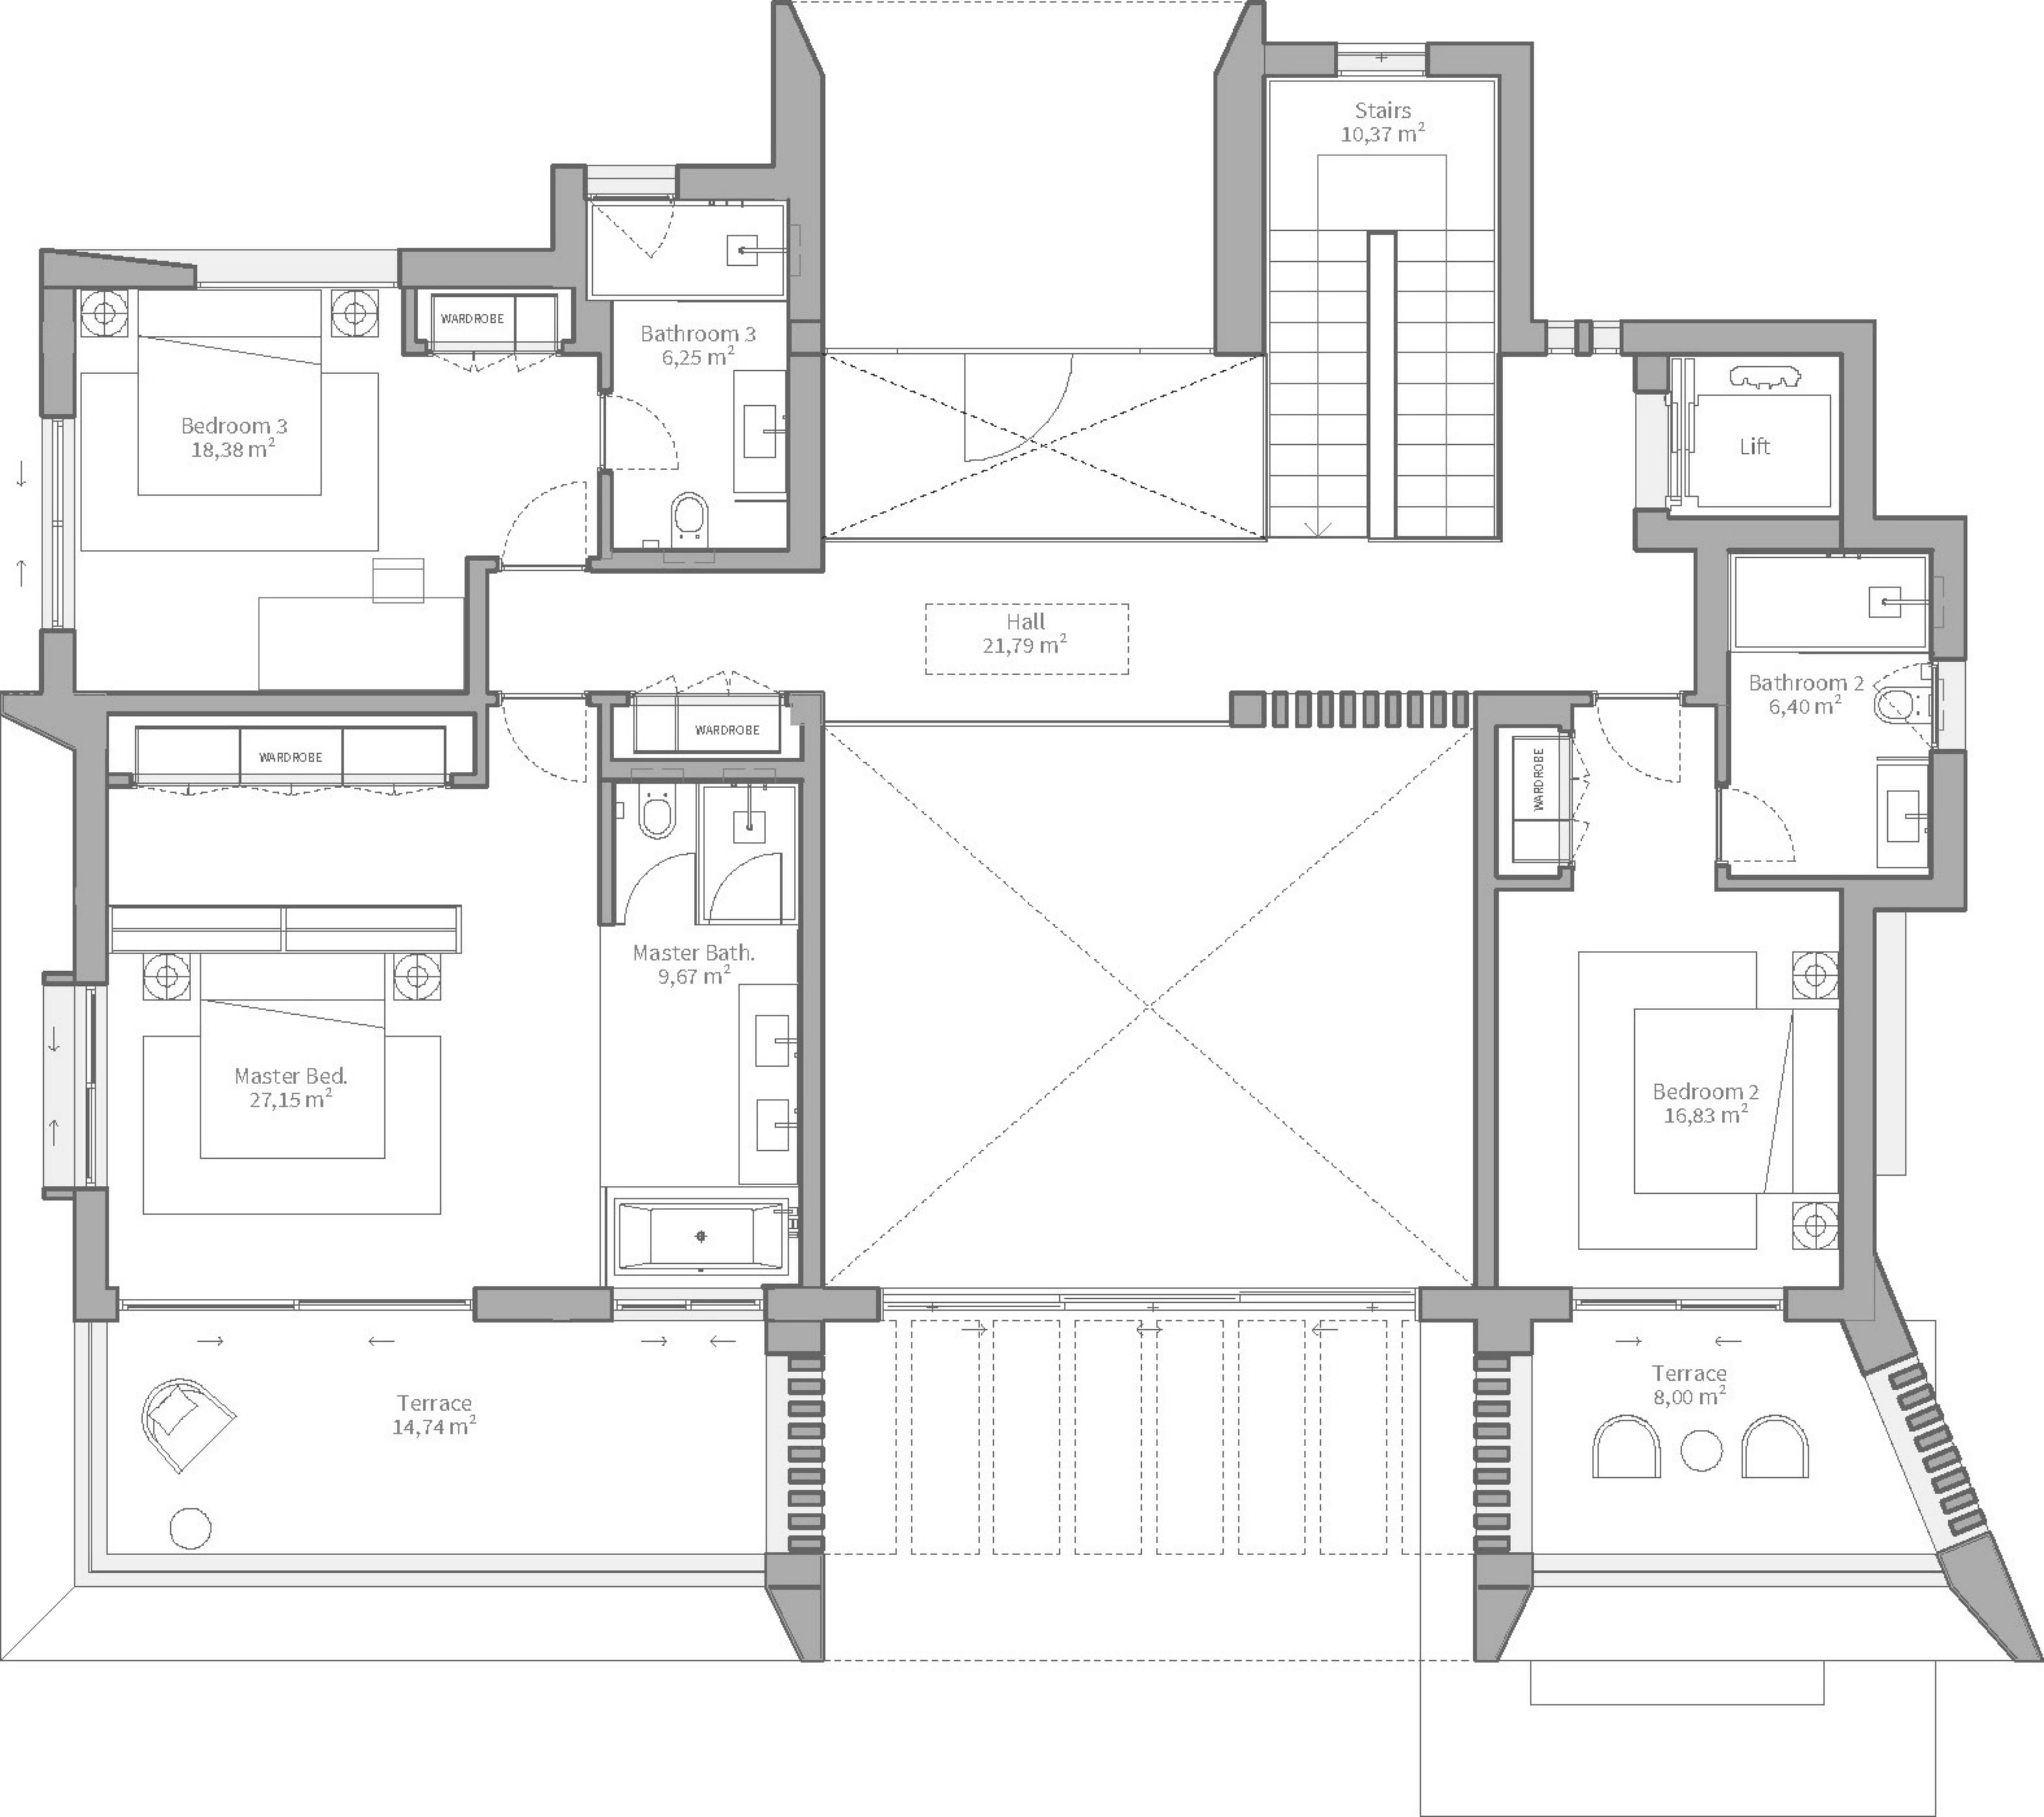 Stairs
10,37 m²
WARDROBE
Bathroom 3
6,25 m²
Bedroom 3
18,38 m²
Lift
Hall
21,79 m²
Bathroom 2
6,40 m²
WARDROBE
WARDROBE
WARDROBE
Master Bath.
9,67 m²
Master Bed.
27,15 m²
Bedroom 2
16,83 m²
Terrace
14,74 m²
Terrace
8,00 m²